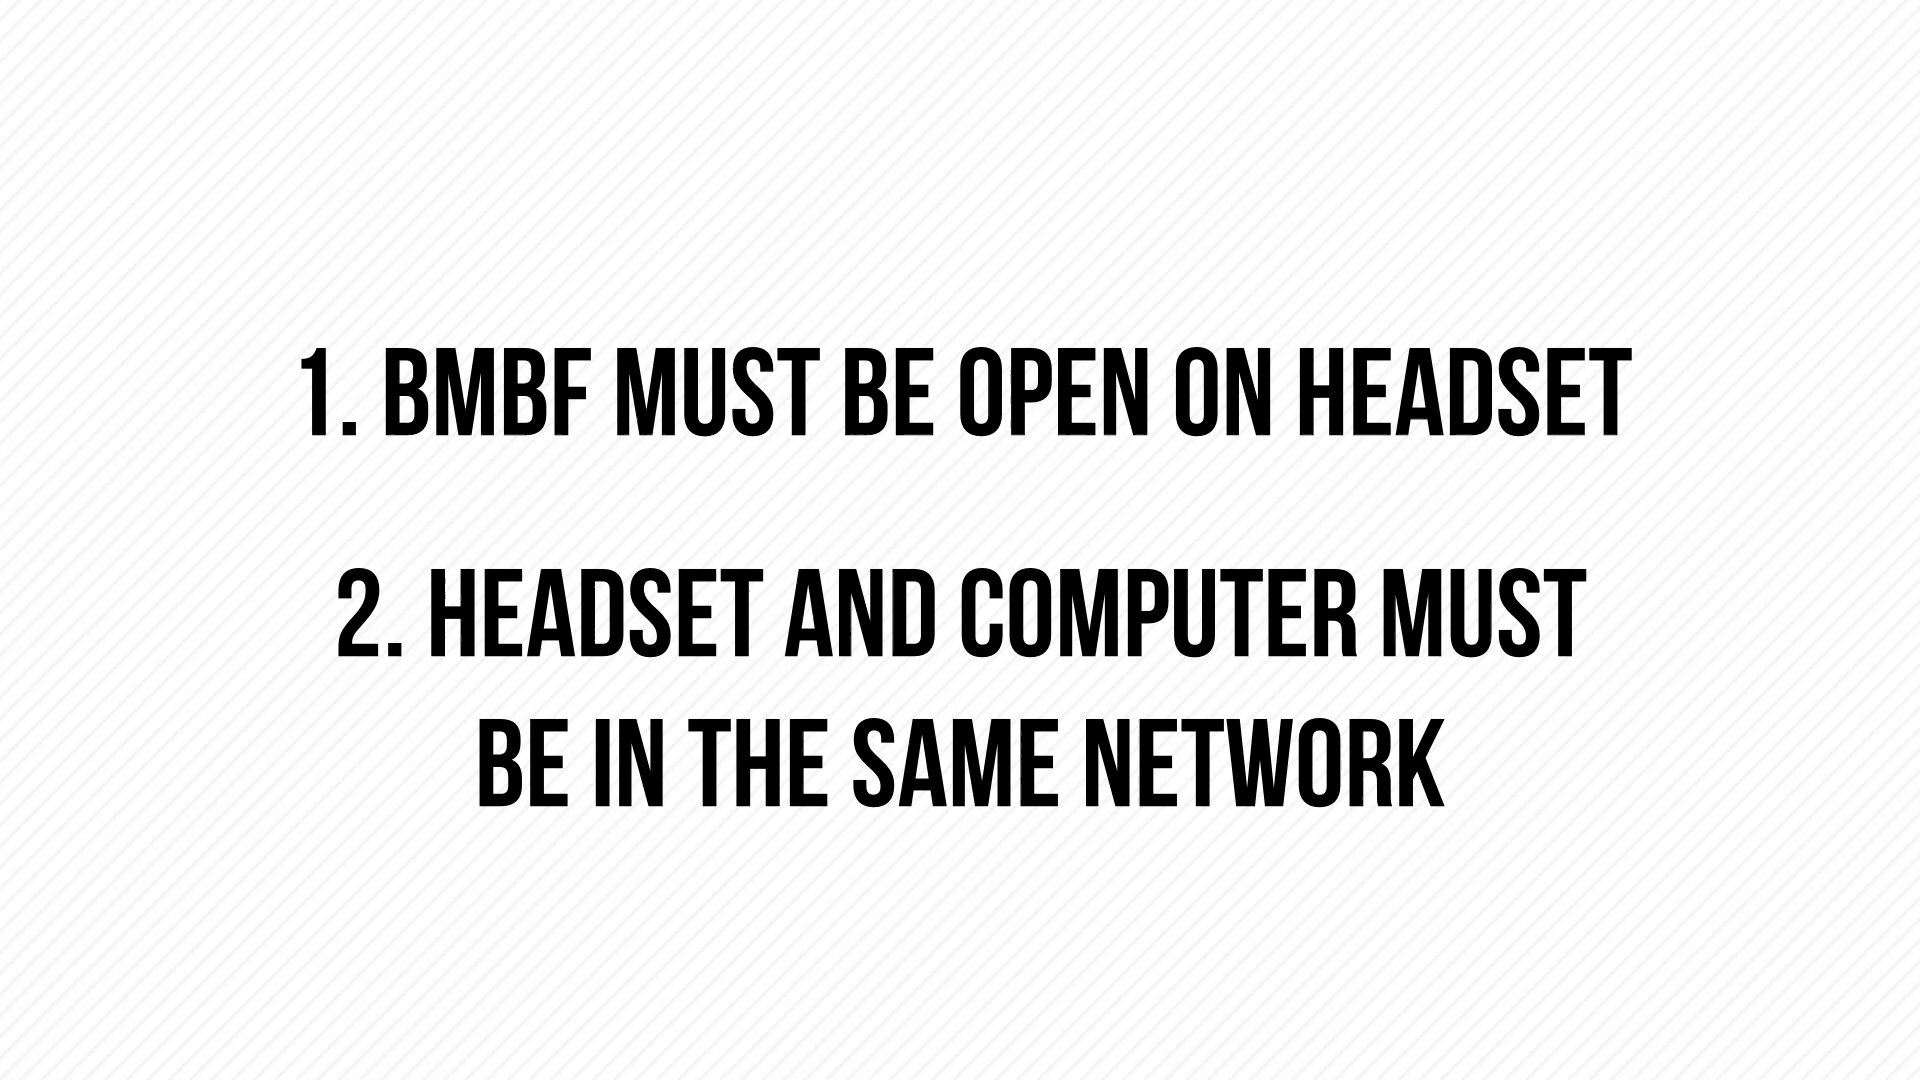 1. BMBF MUST BE OPEN ON HEADSET
2. HEADSET AND COMPUTER MUST
BE IN THE SAME NETWORK